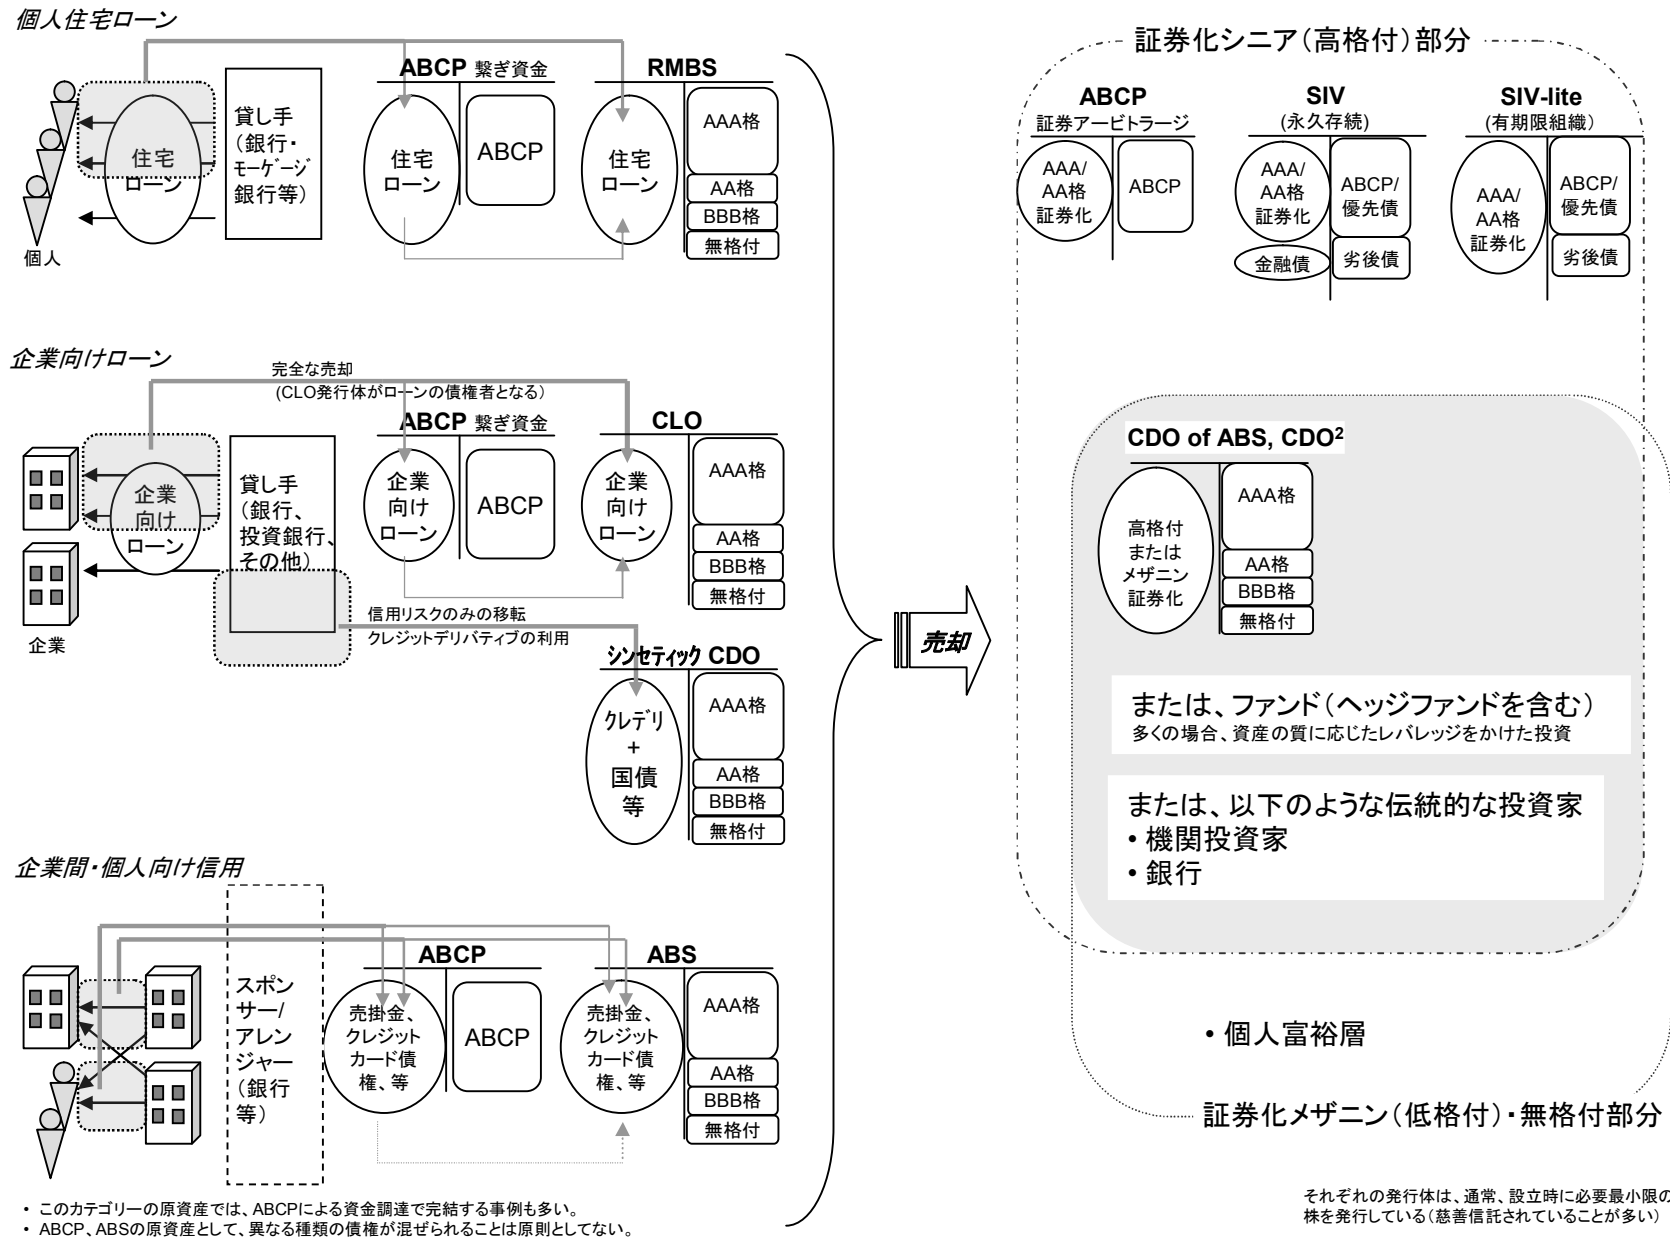 個人住宅ローン
ABCP 繋ぎ資金
RMBS
貸し手
(銀行・
モーゲージ
銀行等)
住宅
ローン
個人
住宅
ローン
ABCP
住宅
ローン
AAA格
AA格
BBB格
無格付
企業向けローン
完全な売却
(CLO発行体がローンの債権者となる)
ABCP 繋ぎ資金
CLO
企業
向け
ローン
貸し手
(銀行、
投資銀行、
その他)
企業
企業
向け
ローン
ABCP
企業
向け
ローン
AAA格
AA格
BBB格
無格付
信用リスクのみの移転
クレジットデリバティブの利用
シンセティック CDO
クレデリ
+
国債
等
AAA格
AA格
BBB格
無格付
企業間・個人向け信用
スポン
サー/
アレン
ジャー
(銀行
等)
ABCP
ABS
売掛金、
クレジット
カード債
権、等
ABCP
売掛金、
クレジット
カード債
権、等
AAA格
AA格
BBB格
無格付
• このカテゴリーの原資産では、ABCPによる資金調達で完結する事例も多い。
• ABCP、ABSの原資産として、異なる種類の債権が混ぜられることは原則としてない。
売却
証券化シニア(高格付)部分
ABCP
証券アービトラージ
AAA/
AA格
証券化
ABCP
SIV
(永久存続)
AAA/
AA格
証券化
金融債
ABCP/
優先債
劣後債
SIV-lite
(有期限組織)
AAA/
AA格
証券化
ABCP/
優先債
劣後債
CDO of ABS, CDO²
高格付
または
メザニン
証券化
AAA格
AA格
BBB格
無格付
または、ファンド(ヘッジファンドを含む)
多くの場合、資産の質に応じたレバレッジをかけた投資
または、以下のような伝統的な投資家
• 機関投資家
• 銀行
• 個人富裕層
証券化メザニン(低格付)・無格付部分
それぞれの発行体は、通常、設立時に必要最小限の
株を発行している(慈善信託されていることが多い)